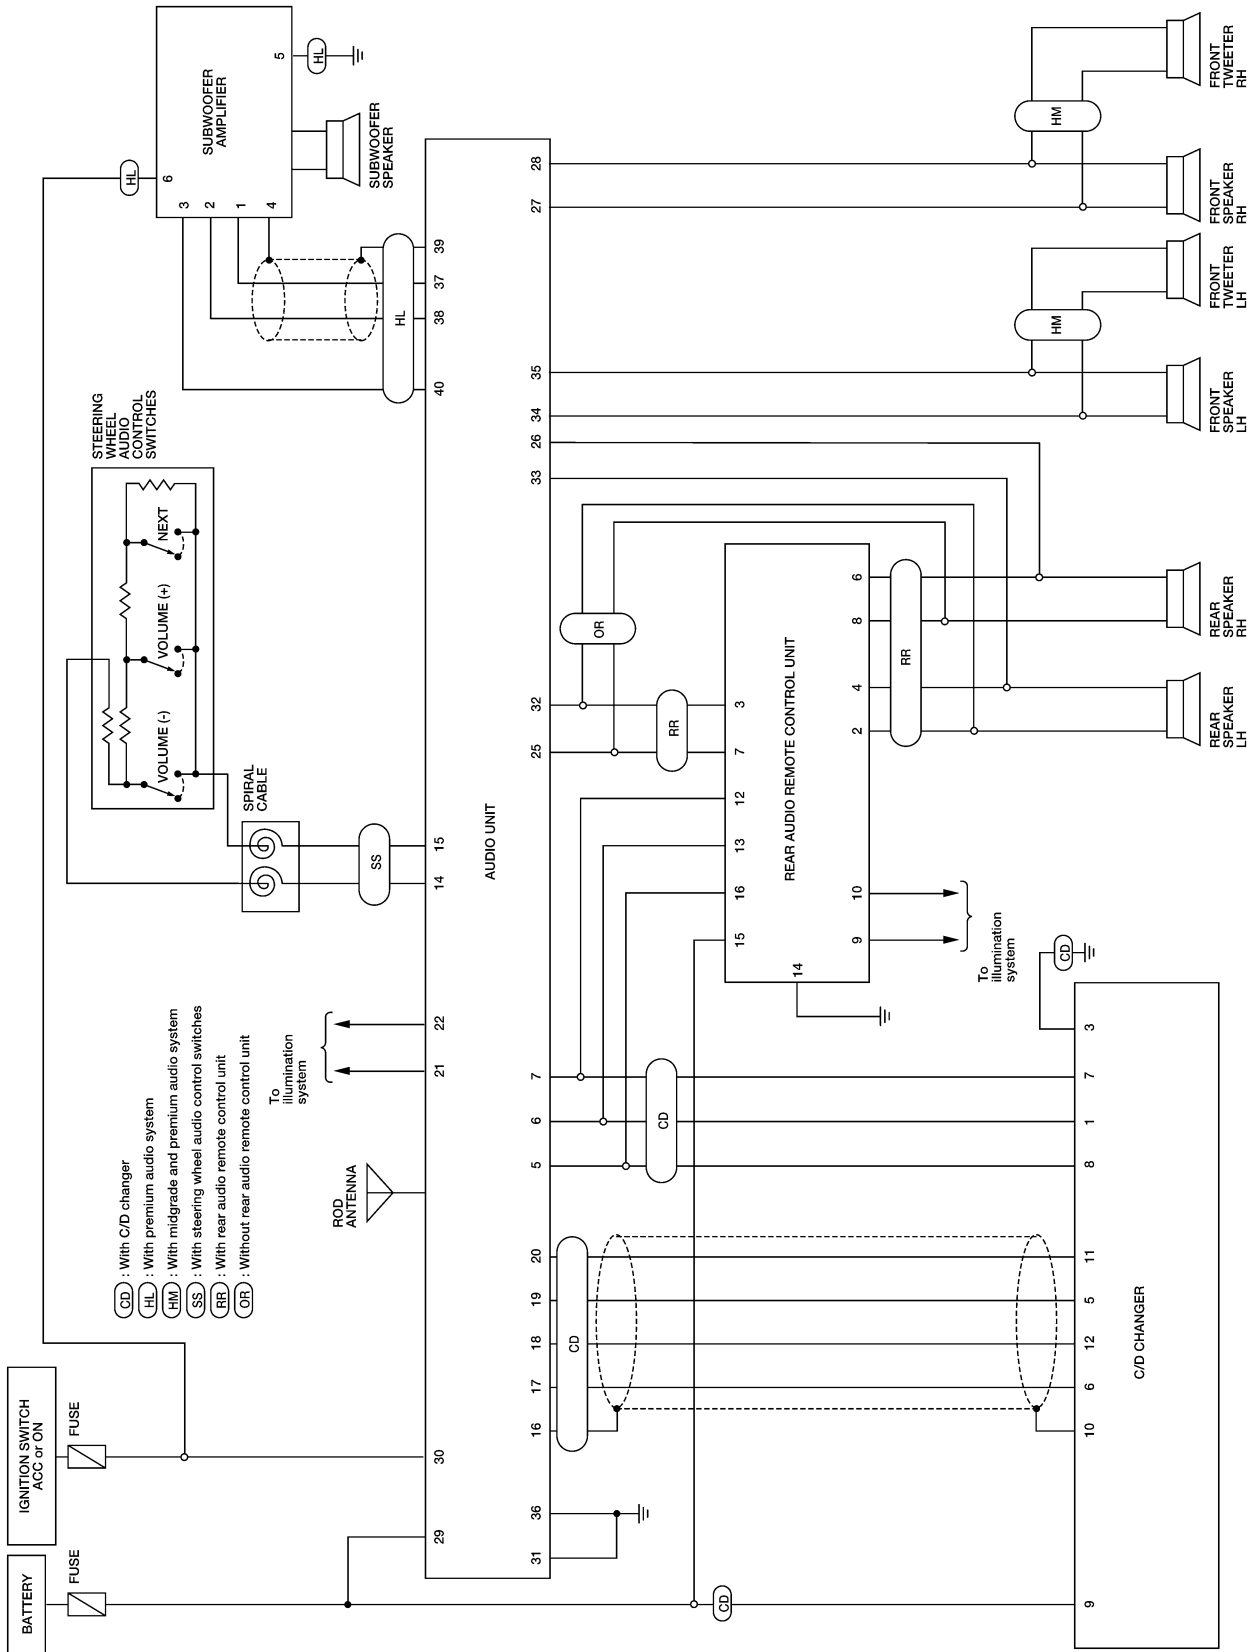 BATTERY
FUSE
IGNITION SWITCH
ACC or ON
FUSE
CD : With C/D changer
HL : With premium audio system
HM : With midgrade and premium audio system
SS : With steering wheel audio control switches
RR : With rear audio remote control unit
OR : Without rear audio remote control unit
STEERING
WHEEL
AUDIO
CONTROL
SWITCHES
VOLUME (-)
VOLUME (+)
NEXT
SPIRAL
CABLE
SS
HL
6
5
HL
SUBWOOFER
AMPLIFIER
3
2
1
4
SUBWOOFER
SPEAKER
HL
To
illumination
system
ROD
ANTENNA
29
30
21
22
14
15
40
38
37
39
AUDIO UNIT
31
36
16
17
18
19
20
5
6
7
25
32
33
26
34
35
27
28
CD
CD
RR
OR
CD
15
16
13
12
7
3
14
REAR AUDIO REMOTE CONTROL UNIT
9
10
2
4
8
6
RR
To
illumination
system
HM
HM
CD
9
10
6
12
5
11
8
1
7
3
C/D CHANGER
REAR
SPEAKER
LH
REAR
SPEAKER
RH
FRONT
SPEAKER
LH
FRONT
TWEETER
LH
FRONT
SPEAKER
RH
FRONT
TWEETER
RH